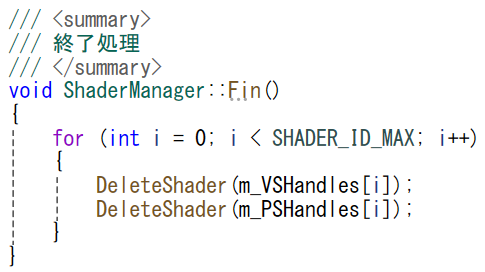 /// <summary>
/// 終了処理
/// </summary>
void ShaderManager::Fin()
{
    for (int i = 0; i < SHADER_ID_MAX; i++)
    {
        DeleteShader(m_VSHandles[i]);
        DeleteShader(m_PSHandles[i]);
    }
}